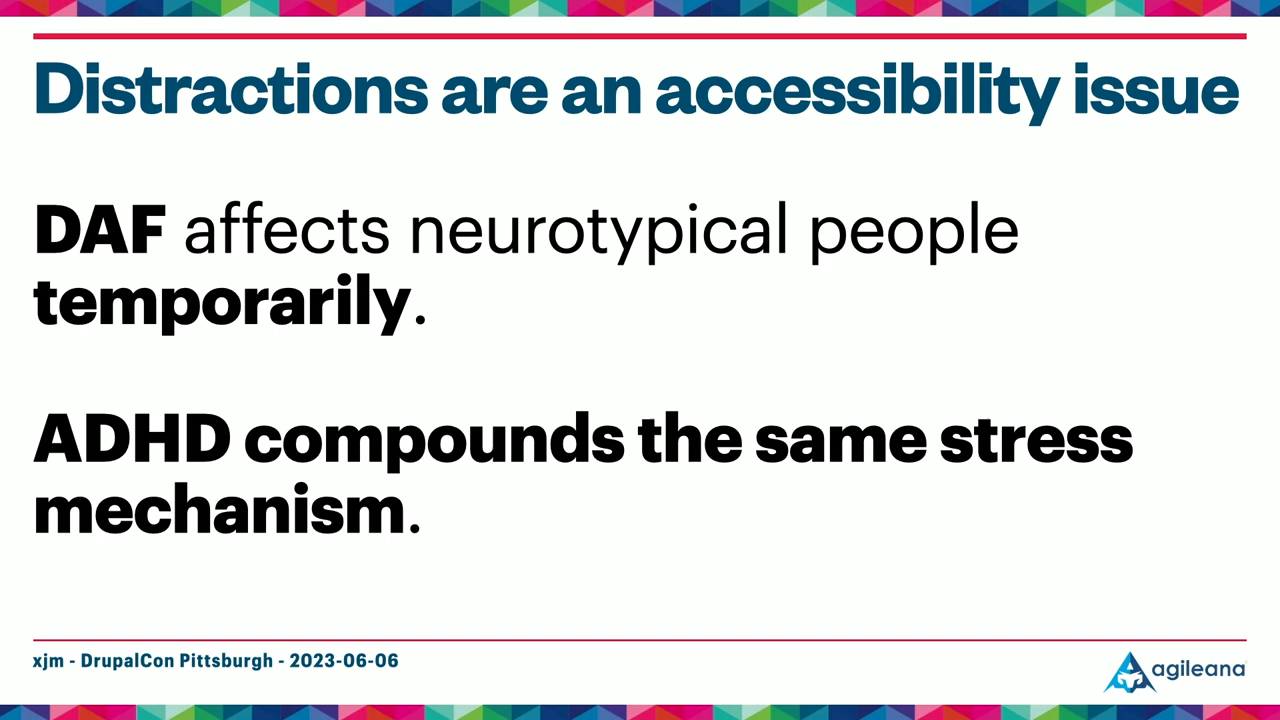 Distractions are an accessibility issue
DAF affects neurotypical people
temporarily.
ADHD compounds the same stress
mechanism.
xjm - DrupalCon Pittsburgh - 2023-06-06
agileana